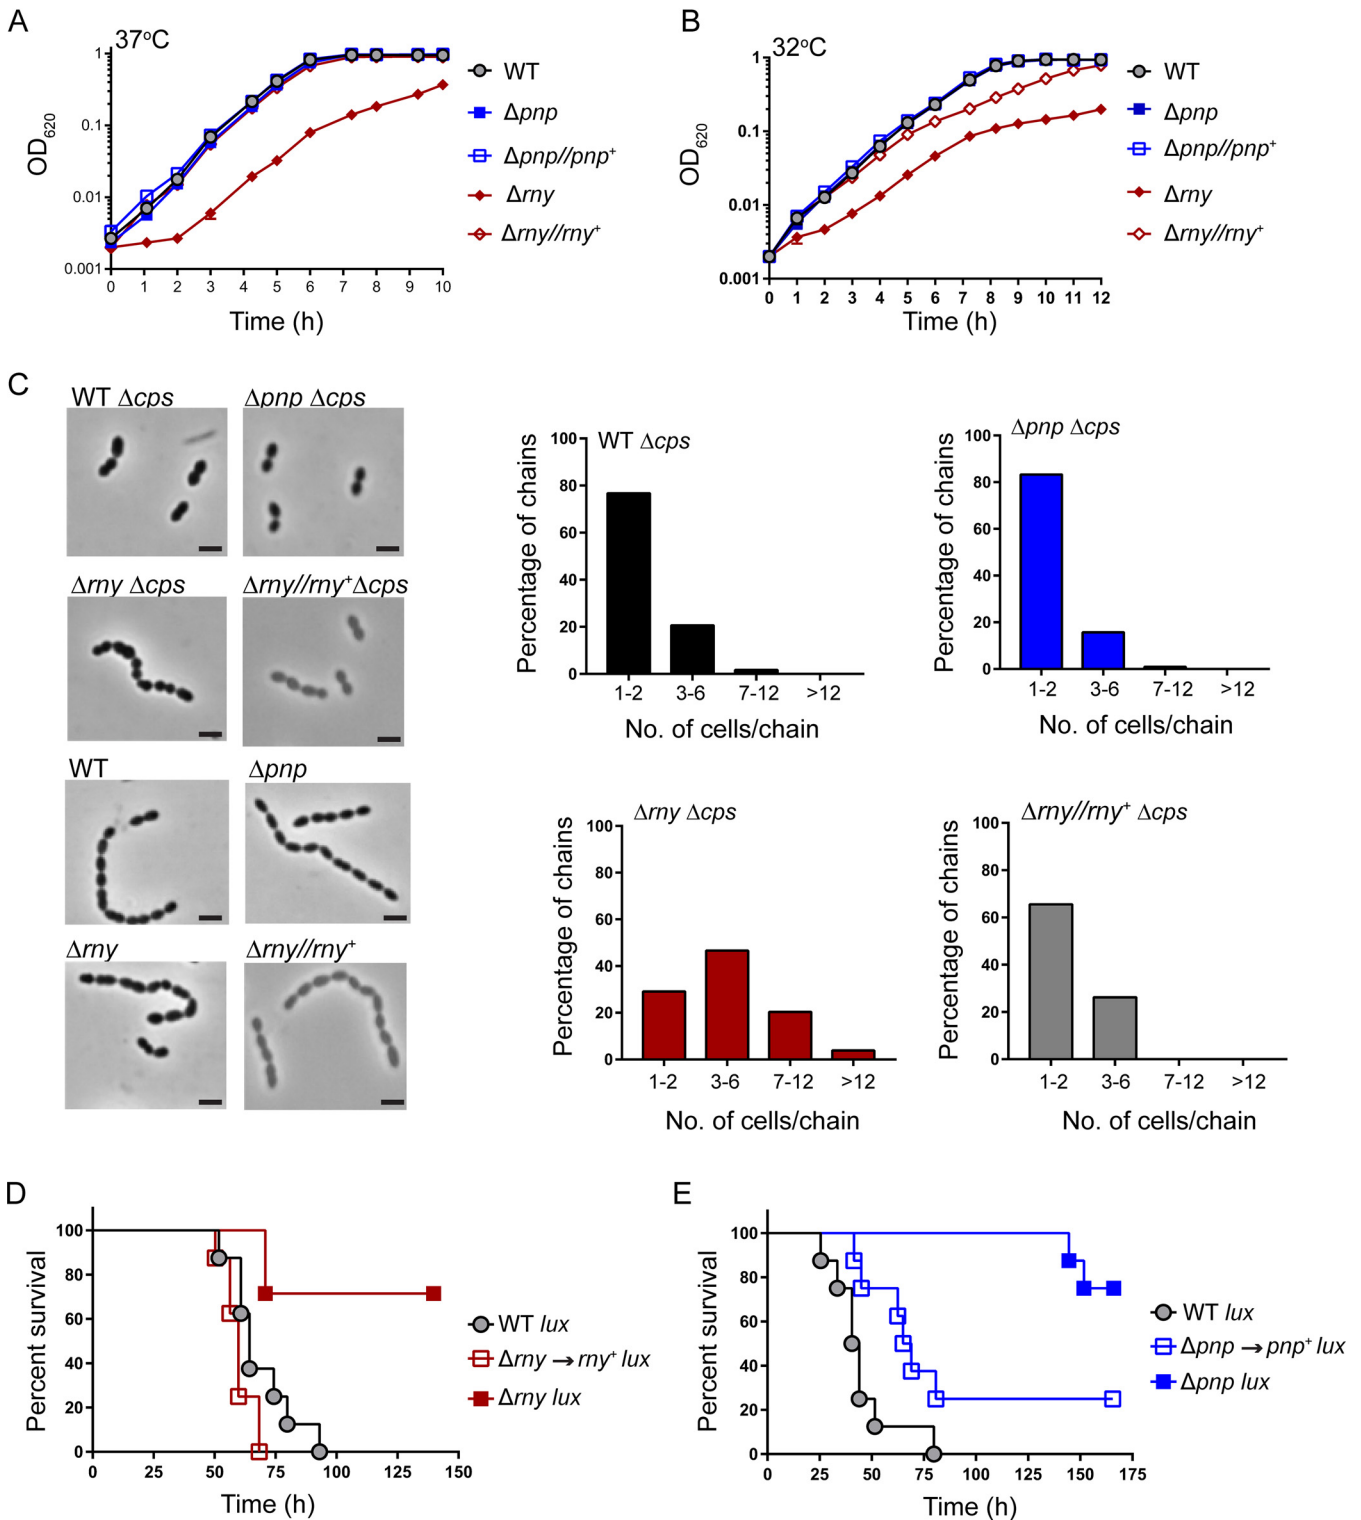 A
37°C
1
0.1
0.01
0.001
OD620
0 1 2 3 4 5 6 7 8 9 10
Time (h)
WT
Δpnp
Δpnp//pnp+
Δrny
Δrny//rny+
B
32°C
1
0.1
0.01
0.001
OD620
0 1 2 3 4 5 6 7 8 9 10 11 12
Time (h)
WT
Δpnp
Δpnp//pnp+
Δrny
Δrny//rny+
C
WT Δcps
Δpnp Δcps
Δrny Δcps
Δrny//rny+Δcps
WT
Δpnp
Δrny
Δrny//rny+
WT Δcps
Percentage of chains
100
80
60
40
20
0
1-2 3-6 7-12 >12
No. of cells/chain
Δpnp Δcps
Percentage of chains
100
80
60
40
20
0
1-2 3-6 7-12 >12
No. of cells/chain
Δrny Δcps
Percentage of chains
100
80
60
40
20
0
1-2 3-6 7-12 >12
No. of cells/chain
Δrny//rny+ Δcps
Percentage of chains
100
80
60
40
20
0
1-2 3-6 7-12 >12
No. of cells/chain
D
Percent survival
100
80
60
40
20
0
0 25 50 75 100 125 150
Time (h)
WT lux
Δrny → rny+ lux
Δrny lux
E
Percent survival
100
80
60
40
20
0
0 25 50 75 100 125 150 175
Time (h)
WT lux
Δpnp → pnp+ lux
Δpnp lux